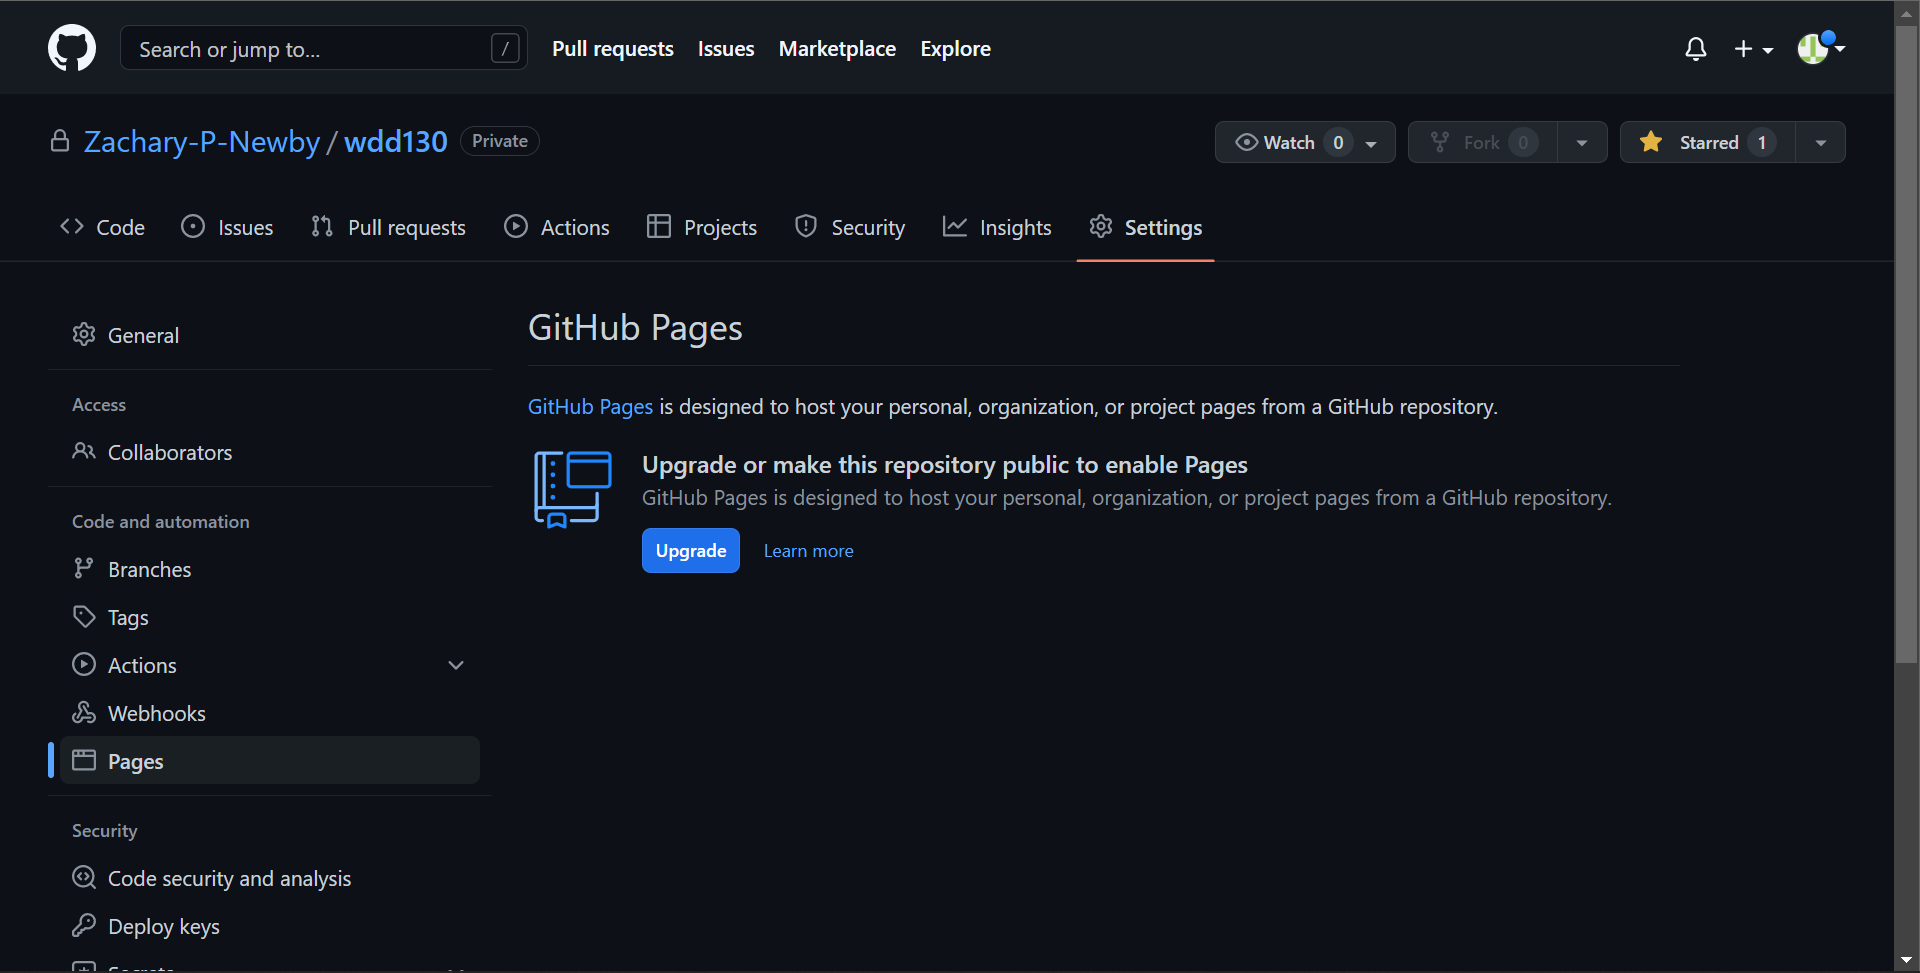 Search or jump to... / Pull requests Issues Marketplace Explore
Zachary-P-Newby / wdd130 Private Watch 0 Fork 0 Starred 1
Code Issues Pull requests Actions Projects Security Insights Settings
General
Access
Collaborators
Code and automation
Branches
Tags
Actions
Webhooks
Pages
Security
Code security and analysis
Deploy keys
GitHub Pages
GitHub Pages is designed to host your personal, organization, or project pages from a GitHub repository.
Upgrade or make this repository public to enable Pages
GitHub Pages is designed to host your personal, organization, or project pages from a GitHub repository.
Upgrade Learn more